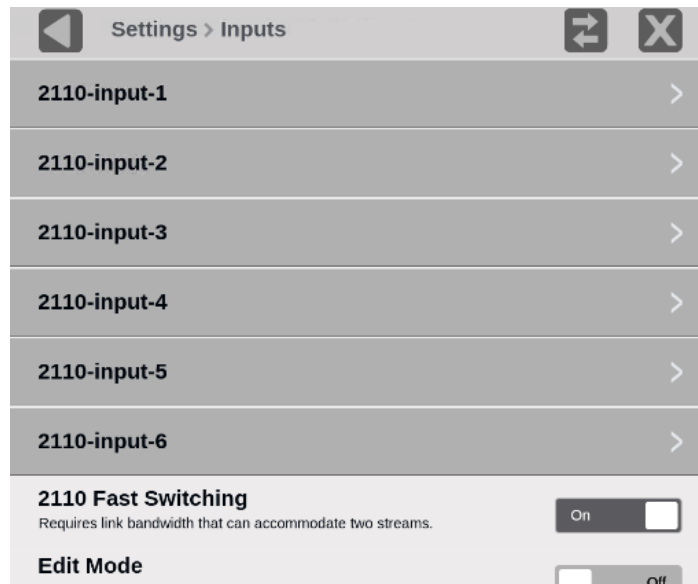 Settings > Inputs
2110-input-1
2110-input-2
2110-input-3
2110-input-4
2110-input-5
2110-input-6
2110 Fast Switching
On
Requires link bandwidth that can accommodate two streams.
Edit Mode
Off